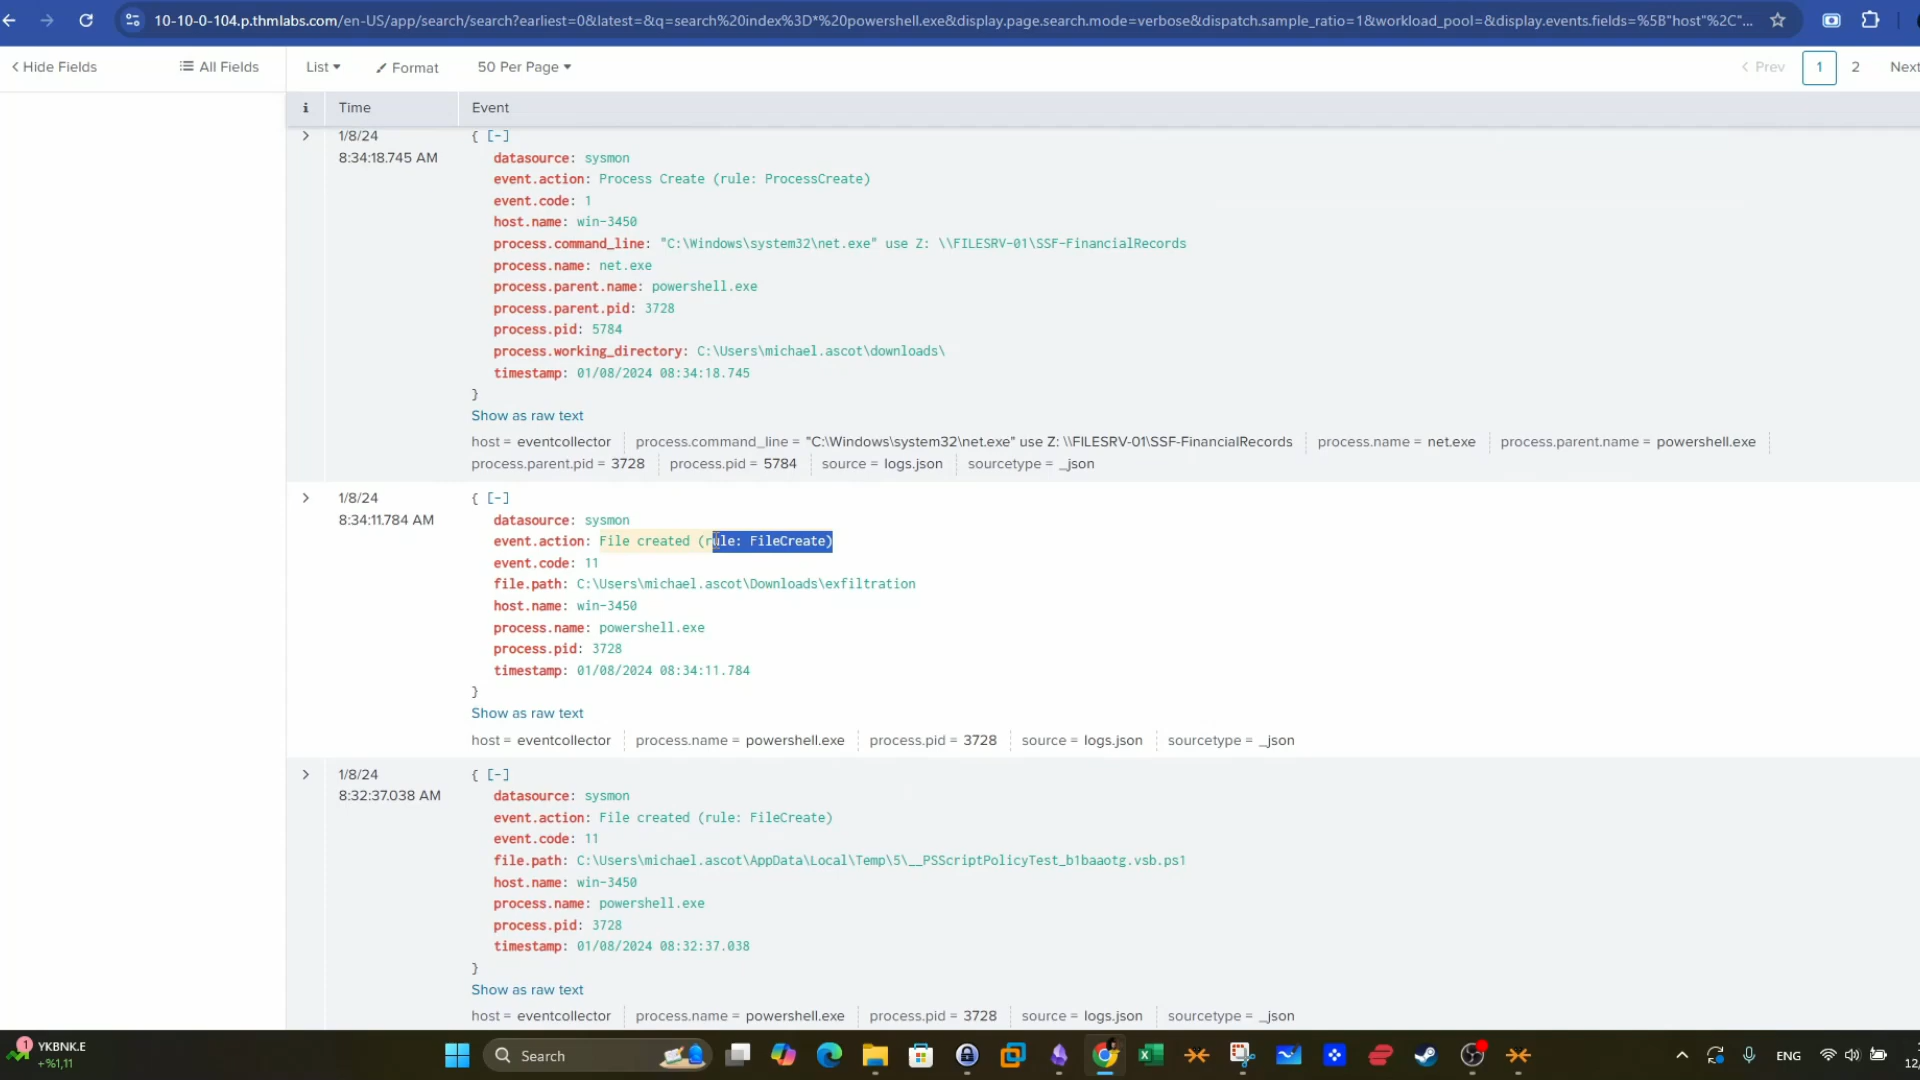 10-10-0-104.p.thmlabs.com/en-US/app/search/search?earliest=0&latest=&q=search%20index%3D*%20powershell.exe&display.page.search.mode=verbose&dispatch.sample_ratio=1&workload_pool=&display.events.fields=%5B"host"%2C"...
Hide Fields
All Fields
List
Format
50 Per Page
Prev
1
2
Next
i
Time
Event
1/8/24
8:34:18.745 AM
{ [-]
datasource: sysmon
event.action: Process Create (rule: ProcessCreate)
event.code: 1
host.name: win-3450
process.command_line: "C:\Windows\system32\net.exe" use Z: \\FILESRV-01\SSF-FinancialRecords
process.name: net.exe
process.parent.name: powershell.exe
process.parent.pid: 3728
process.pid: 5784
process.working_directory: C:\Users\michael.ascot\downloads\
timestamp: 01/08/2024 08:34:18.745
}
Show as raw text
host = eventcollector process.command_line = "C:\Windows\system32\net.exe" use Z: \\FILESRV-01\SSF-FinancialRecords process.name = net.exe process.parent.name = powershell.exe
process.parent.pid = 3728 process.pid = 5784 source = logs.json sourcetype = _json
1/8/24
8:34:11.784 AM
{ [-]
datasource: sysmon
event.action: File created (rule: FileCreate)
event.code: 11
file.path: C:\Users\michael.ascot\Downloads\exfiltration
host.name: win-3450
process.name: powershell.exe
process.pid: 3728
timestamp: 01/08/2024 08:34:11.784
}
Show as raw text
host = eventcollector process.name = powershell.exe process.pid = 3728 source = logs.json sourcetype = _json
1/8/24
8:32:37.038 AM
{ [-]
datasource: sysmon
event.action: File created (rule: FileCreate)
event.code: 11
file.path: C:\Users\michael.ascot\AppData\Local\Temp\5\__PSScriptPolicyTest_b1baaotg.vsb.ps1
host.name: win-3450
process.name: powershell.exe
process.pid: 3728
timestamp: 01/08/2024 08:32:37.038
}
Show as raw text
host = eventcollector process.name = powershell.exe process.pid = 3728 source = logs.json sourcetype = _json
1
YKBNK.E
+%1,11
Search
ENG